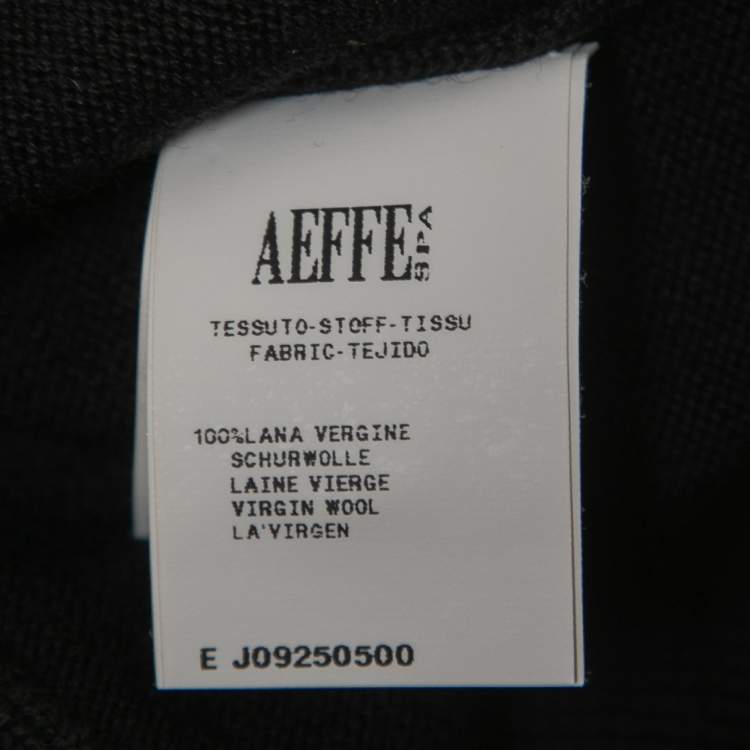 AEFFE SPA
TESSUTO-STOFF-TISSU
FABRIC-TEJIDO
100%LANA VERGINE
SCHURWOLLE
LAINE VIERGE
VIRGIN WOOL
LA'VIRGEN
E J09250500